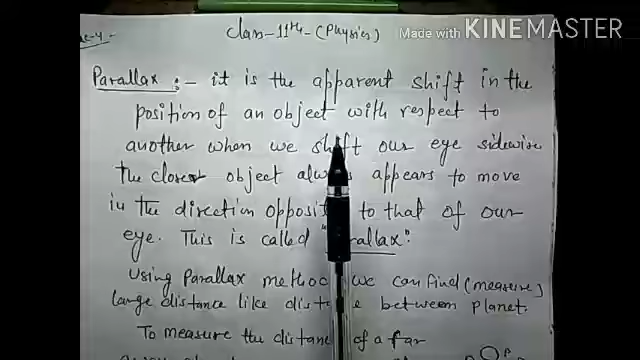 Class-11th-(Physics)
Made with KINEMASTER
Parallax :- it is the apparent shift in the
position of an object with respect to
another when we shift our eye sidewise
the closer object always appears to move
in the direction opposit to that of our
eye. This is called "Parallax".
Using Parallax method we can find (measure)
large distance like distance between planet.
To measure the distance of a far